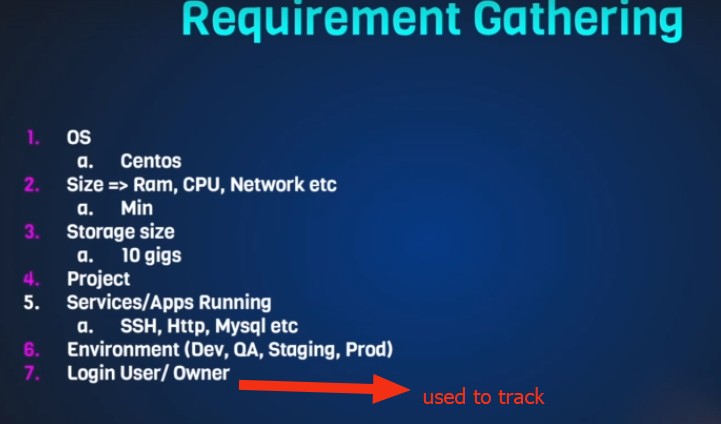 Requirement Gathering
1. OS
a. Centos
2. Size => Ram, CPU, Network etc
a. Min
3. Storage size
a. 10 gigs
4. Project
5. Services/Apps Running
a. SSH, Http, Mysql etc
6. Environment (Dev, QA, Staging, Prod)
7. Login User/ Owner
used to track